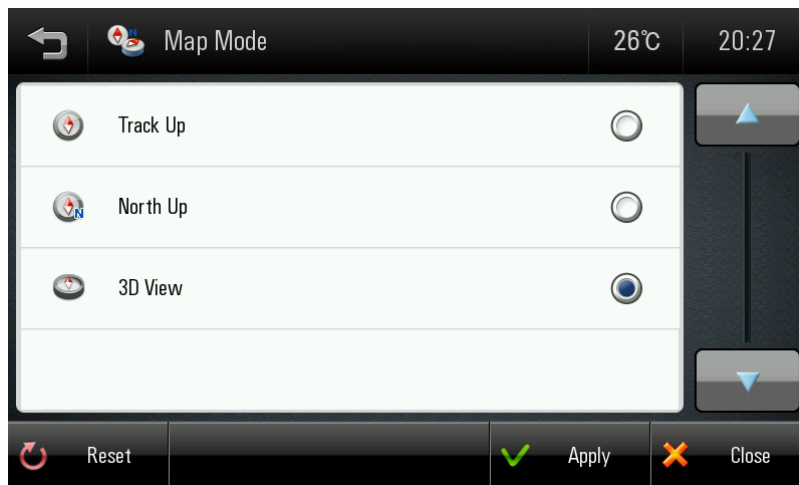 Map Mode 26°C 20:27
Track Up
N North Up
3D View
Reset Apply Close